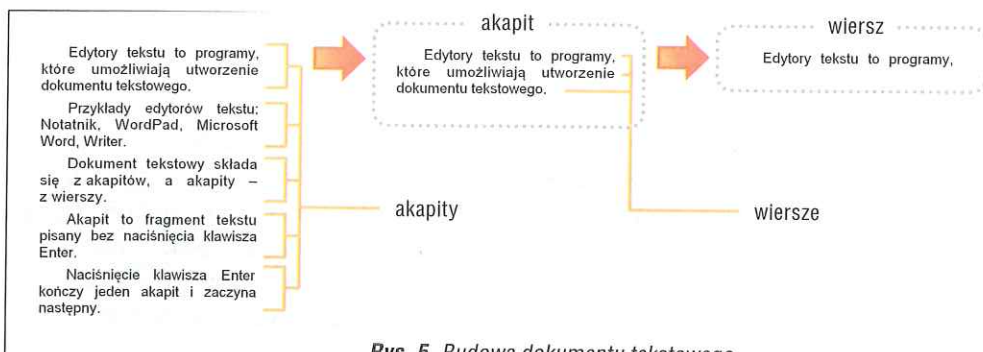 Edytory tekstu to programy,
które umożliwiają utworzenie
dokumentu tekstowego.
Przykłady edytorów tekstu:
Notatnik, WordPad, Microsoft
Word, Writer.
Dokument tekstowy składa
się z akapitów, a akapity –
z wierszy.
Akapit to fragment tekstu
pisany bez naciśnięcia klawisza
Enter.
Naciśnięcie klawisza Enter
kończy jeden akapit i zaczyna
następny.
akapity
akapit
Edytory tekstu to programy,
które umożliwiają utworzenie
dokumentu tekstowego.
wiersze
wiersz
Edytory tekstu to programy,
Rys. 5. Budowa dokumentu tekstowego